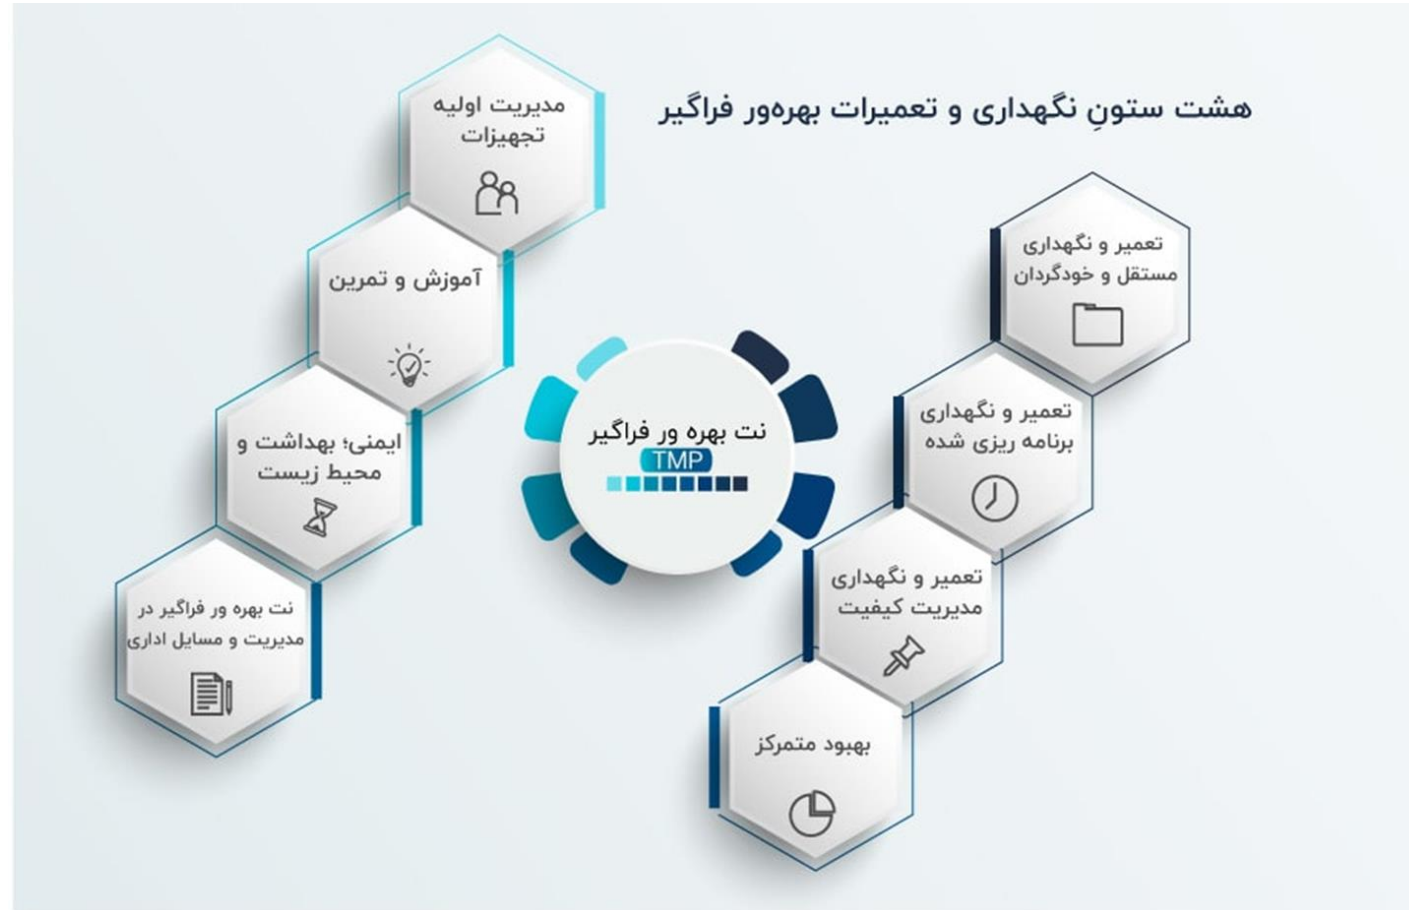 هشت ستونِ نگهداری و تعمیرات بهره‌ور فراگیر
تعمیر و نگهداری
مستقل و خودگردان
تعمیر و نگهداری
برنامه ریزی شده
تعمیر و نگهداری
مدیریت کیفیت
بهبود متمرکز
نت بهره ور فراگیر
TMP
مدیریت اولیه
تجهیزات
آموزش و تمرین
ایمنی؛ بهداشت و
محیط زیست
نت بهره ور فراگیر در
مدیریت و مسایل اداری